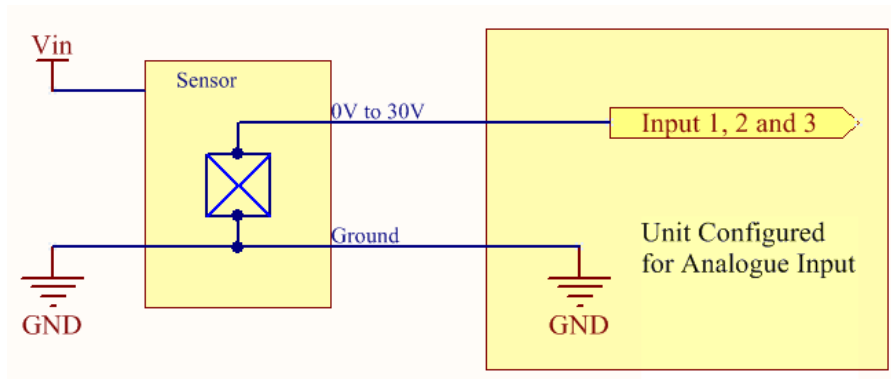 Vin
Sensor
0V to 30V
Input 1, 2 and 3
Ground
Unit Configured
for Analogue Input
GND
GND